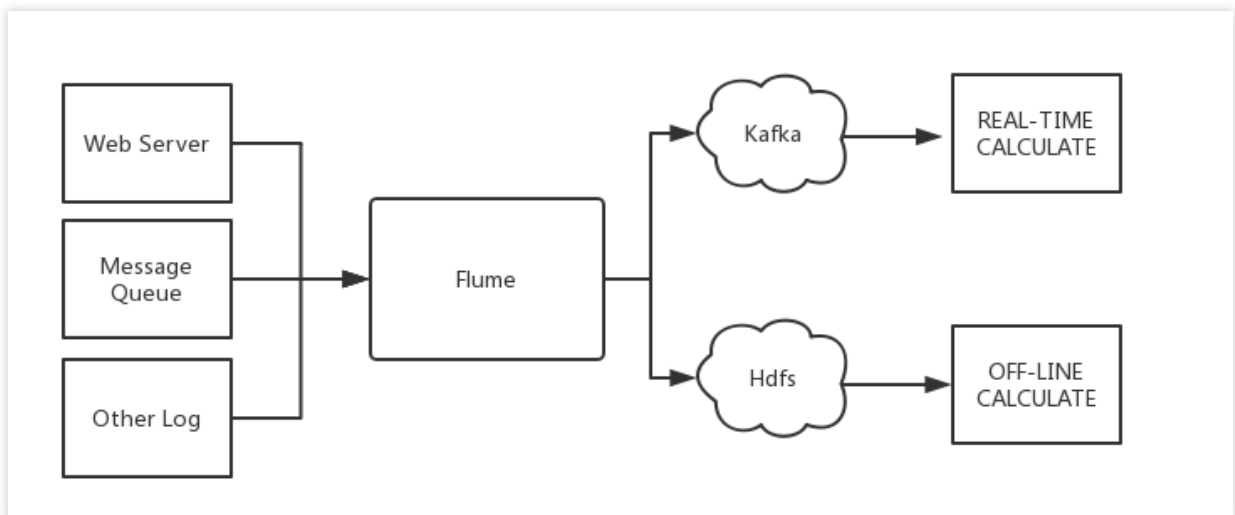 Web Server
Message
Queue
Other Log
Flume
Kafka
Hdfs
REAL-TIME
CALCULATE
OFF-LINE
CALCULATE